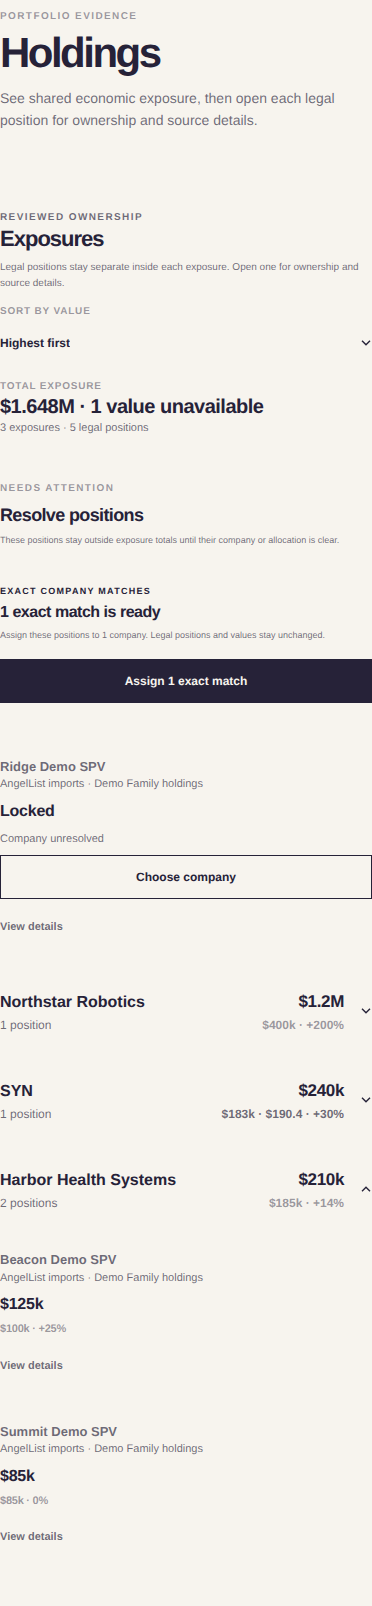 PORTFOLIO EVIDENCE
Holdings
See shared economic exposure, then open each legal
position for ownership and source details.
REVIEWED OWNERSHIP
Exposures
Legal positions stay separate inside each exposure. Open one for ownership and
source details.
SORT BY VALUE
Highest first
TOTAL EXPOSURE
$1.648M · 1 value unavailable
3 exposures · 5 legal positions
NEEDS ATTENTION
Resolve positions
These positions stay outside exposure totals until their company or allocation is clear.
EXACT COMPANY MATCHES
1 exact match is ready
Assign these positions to 1 company. Legal positions and values stay unchanged.
Assign 1 exact match
Ridge Demo SPV
AngelList imports · Demo Family holdings
Locked
Company unresolved
Choose company
View details
Northstar Robotics $1.2M
1 position $400k · +200%
SYN $240k
1 position $183k · $190.4 · +30%
Harbor Health Systems $210k
2 positions $185k · +14%
Beacon Demo SPV
AngelList imports · Demo Family holdings
$125k
$100k · +25%
View details
Summit Demo SPV
AngelList imports · Demo Family holdings
$85k
$85k · 0%
View details